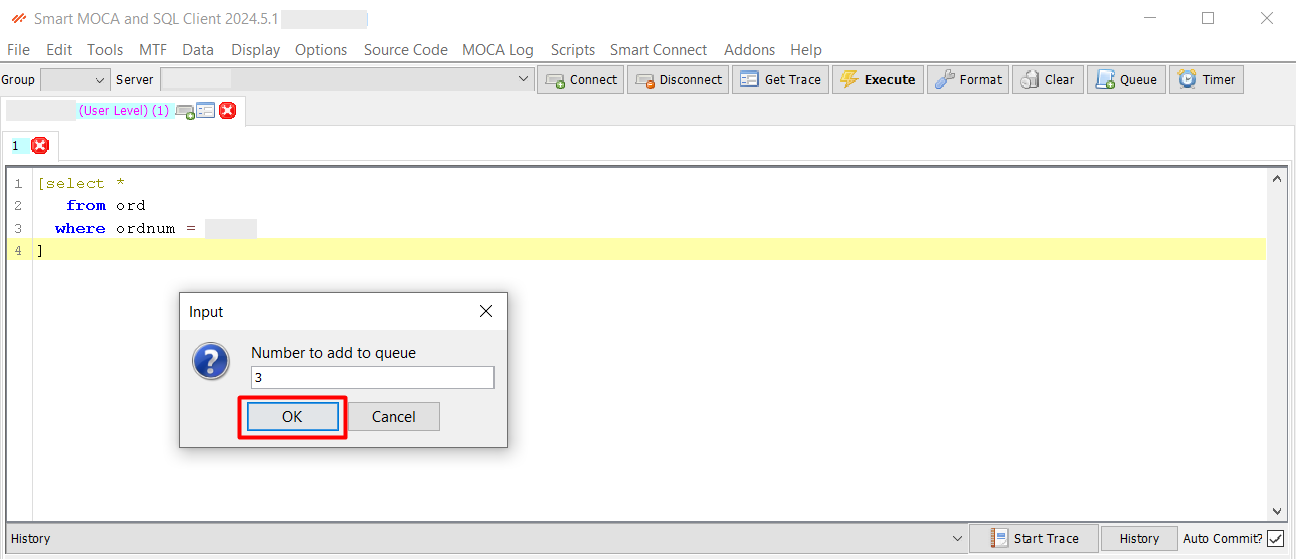 Smart MOCA and SQL Client 2024.5.1
File Edit Tools MTF Data Display Options Source Code MOCA Log Scripts Smart Connect Addons Help
Group Server Connect Disconnect Get Trace Execute Format Clear Queue Timer
(User Level) (1)
1
1 [select *
2 from ord
3 where ordnum =
4 ]
Input
Number to add to queue
3
OK Cancel
History Start Trace History Auto Commit?